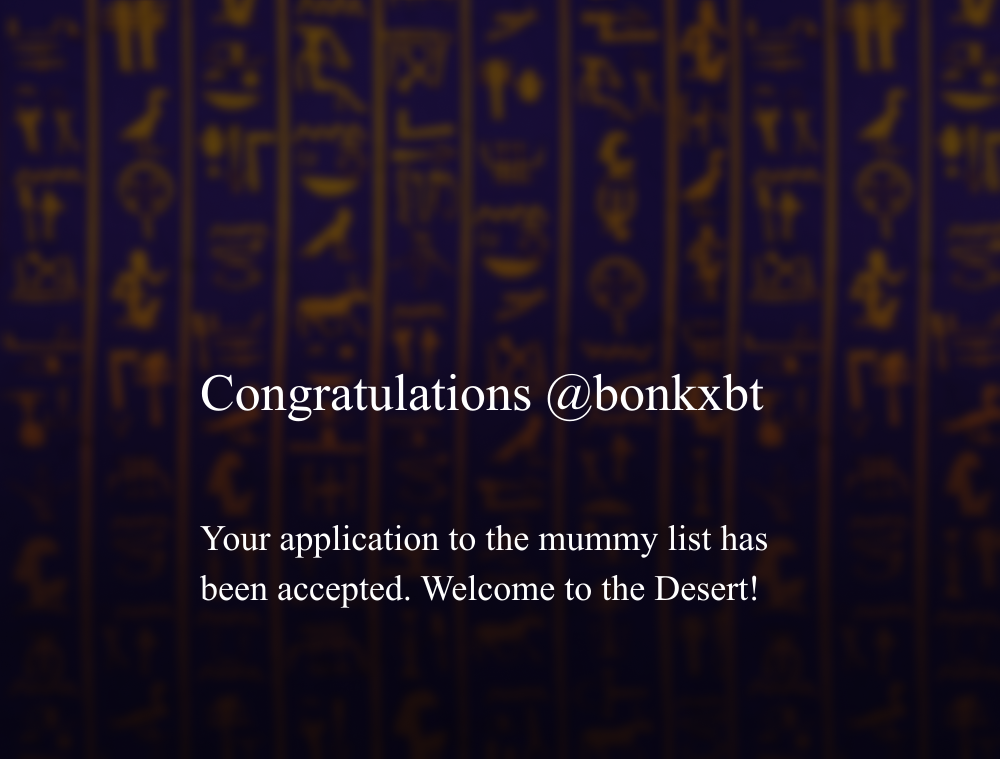 Congratulations @bonkxbt
Your application to the mummy list has
been accepted. Welcome to the Desert!